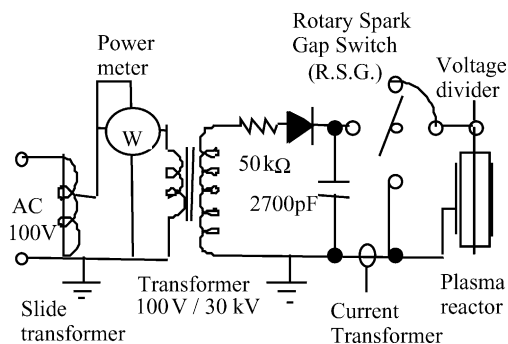 Rotary Spark
Gap Switch
(R.S.G.)
Power
meter
Voltage
divider
W
50kΩ
AC
100V
2700pF
Transformer
100V / 30 kV
Slide
transformer
Current
Transformer
Plasma
reactor